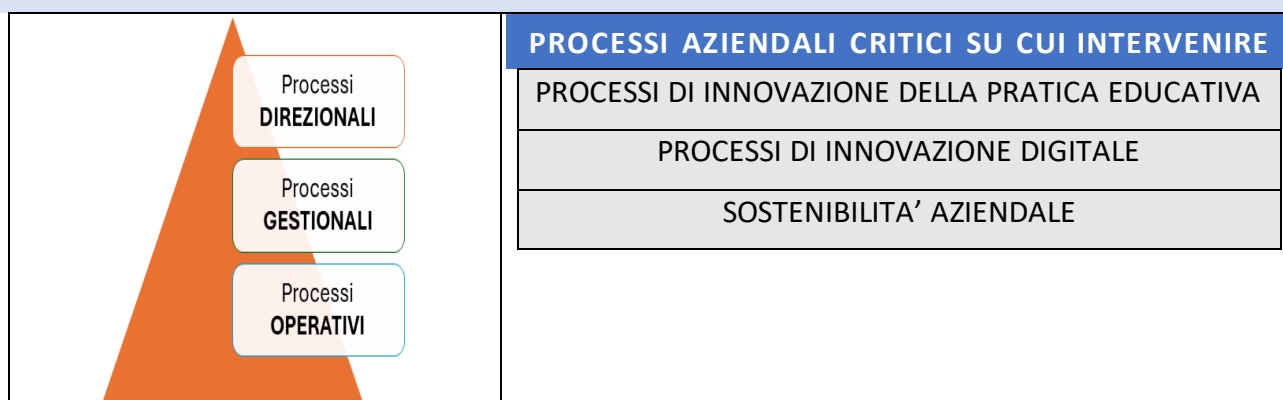 Processi
DIREZIONALI
Processi
GESTIONALI
Processi
OPERATIVI
PROCESSI AZIENDALI CRITICI SU CUI INTERVENIRE
PROCESSI DI INNOVAZIONE DELLA PRATICA EDUCATIVA
PROCESSI DI INNOVAZIONE DIGITALE
SOSTENIBILITA’ AZIENDALE